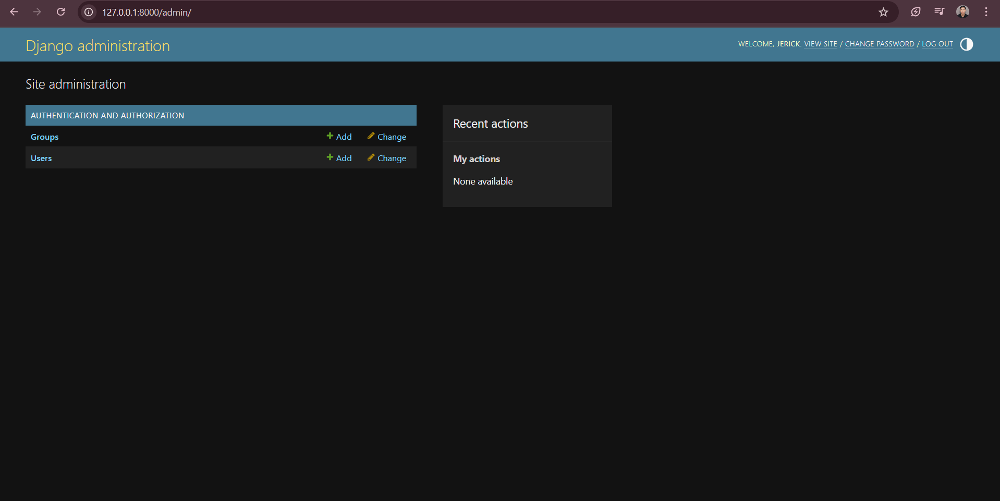 127.0.0.1:8000/admin/
Django administration
WELCOME, JERICK. VIEW SITE / CHANGE PASSWORD / LOG OUT
Site administration
AUTHENTICATION AND AUTHORIZATION
Groups Add Change
Users Add Change
Recent actions
My actions
None available